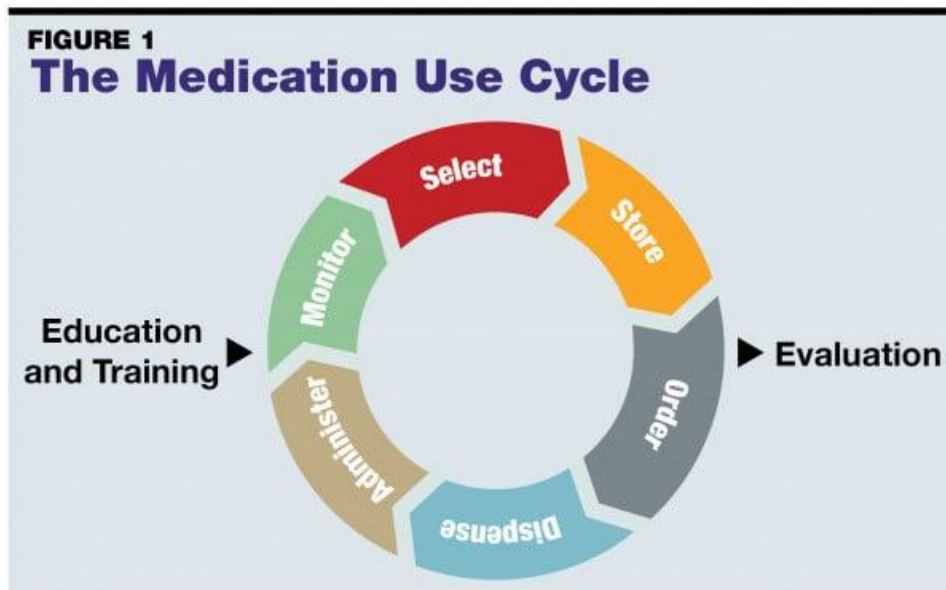 FIGURE 1
The Medication Use Cycle
Select
Store
Order
Dispense
Administer
Monitor
Education
and Training
Evaluation